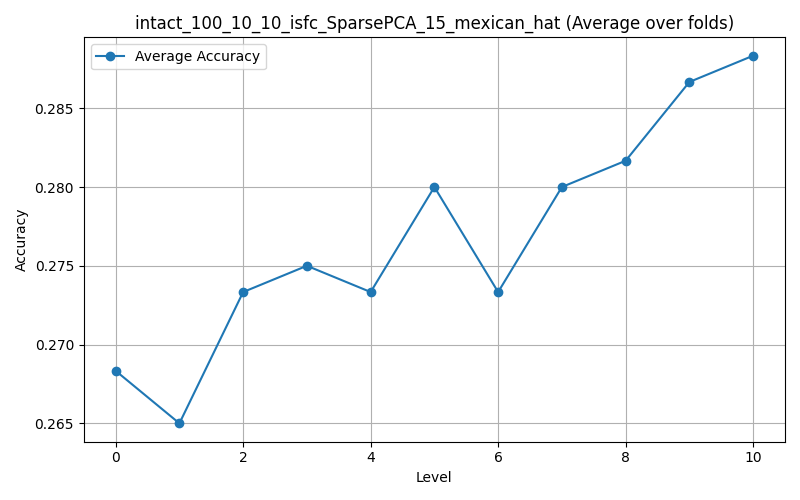 intact_100_10_10_isfc_SparsePCA_15_mexican_hat (Average over folds)
Average Accuracy
0.285
0.280
0.275
0.270
0.265
Accuracy
0 2 4 6 8 10
Level